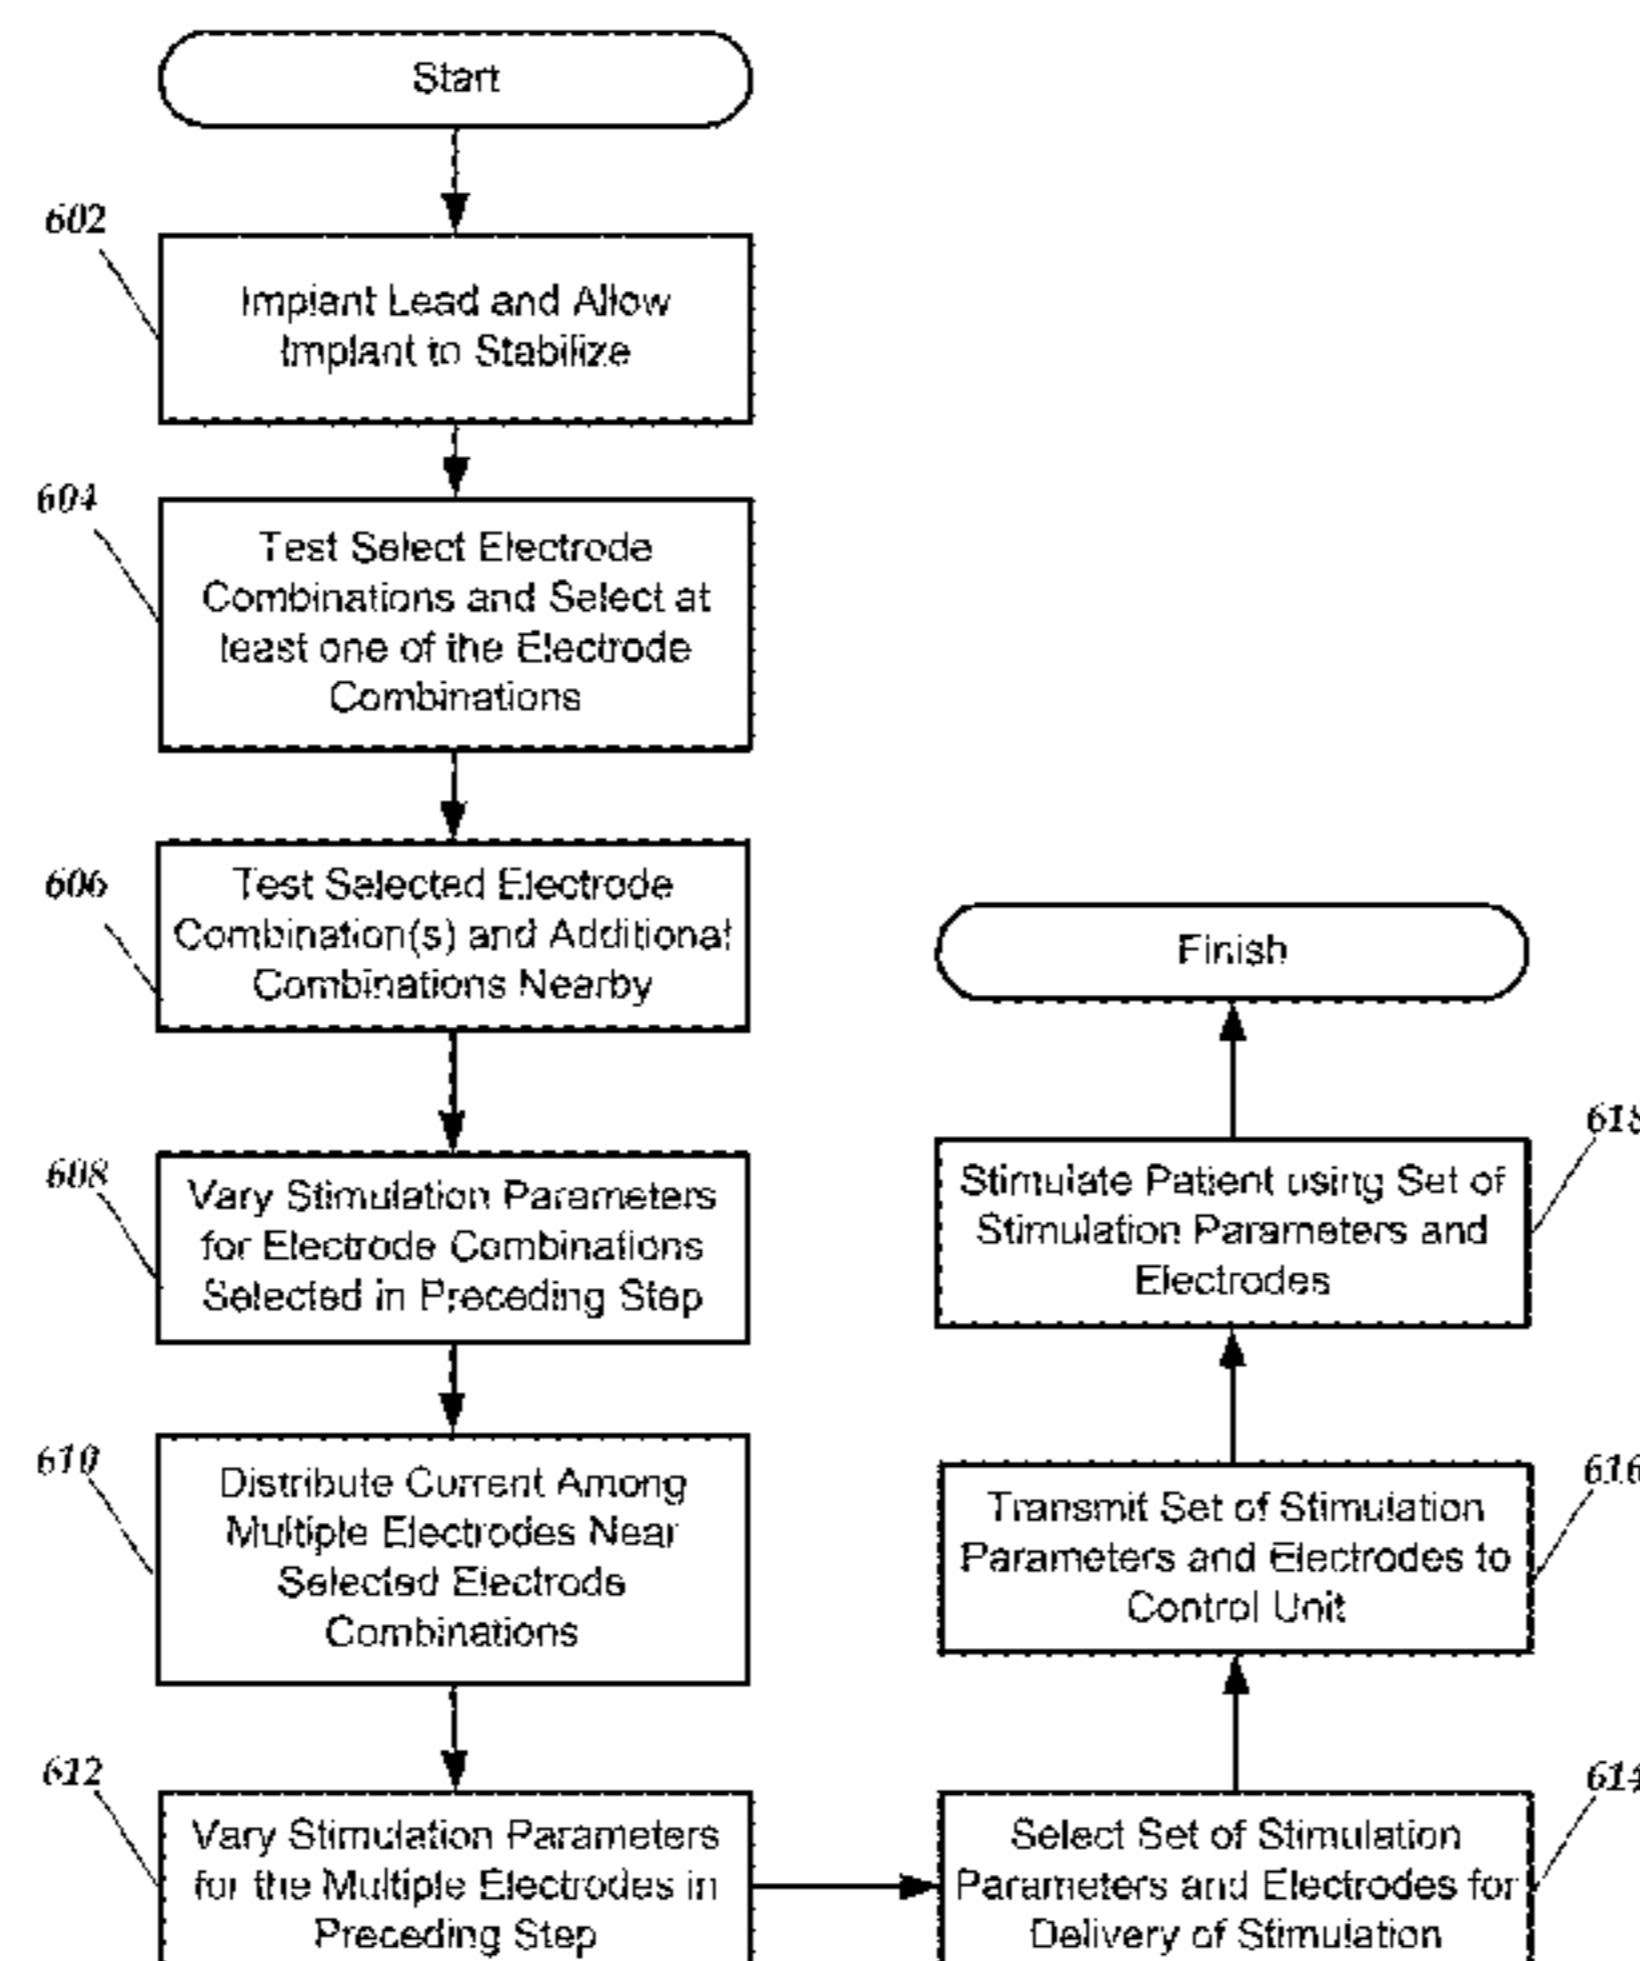 Start
602
Implant Lead and Allow
Implant to Stabilize
604
Test Select Electrode
Combinations and Select at
least one of the Electrode
Combinations
606
Test Selected Electrode
Combination(s) and Additional
Combinations Nearby
608
Vary Stimulation Parameters
for Electrode Combinations
Selected in Preceding Step
610
Distribute Current Among
Multiple Electrodes Near
Selected Electrode
Combinations
612
Vary Stimulation Parameters
for the Multiple Electrodes in
Preceding Step
614
Select Set of Stimulation
Parameters and Electrodes for
Delivery of Stimulation
616
Transmit Set of Stimulation
Parameters and Electrodes to
Control Unit
618
Stimulate Patient using Set of
Stimulation Parameters and
Electrodes
Finish